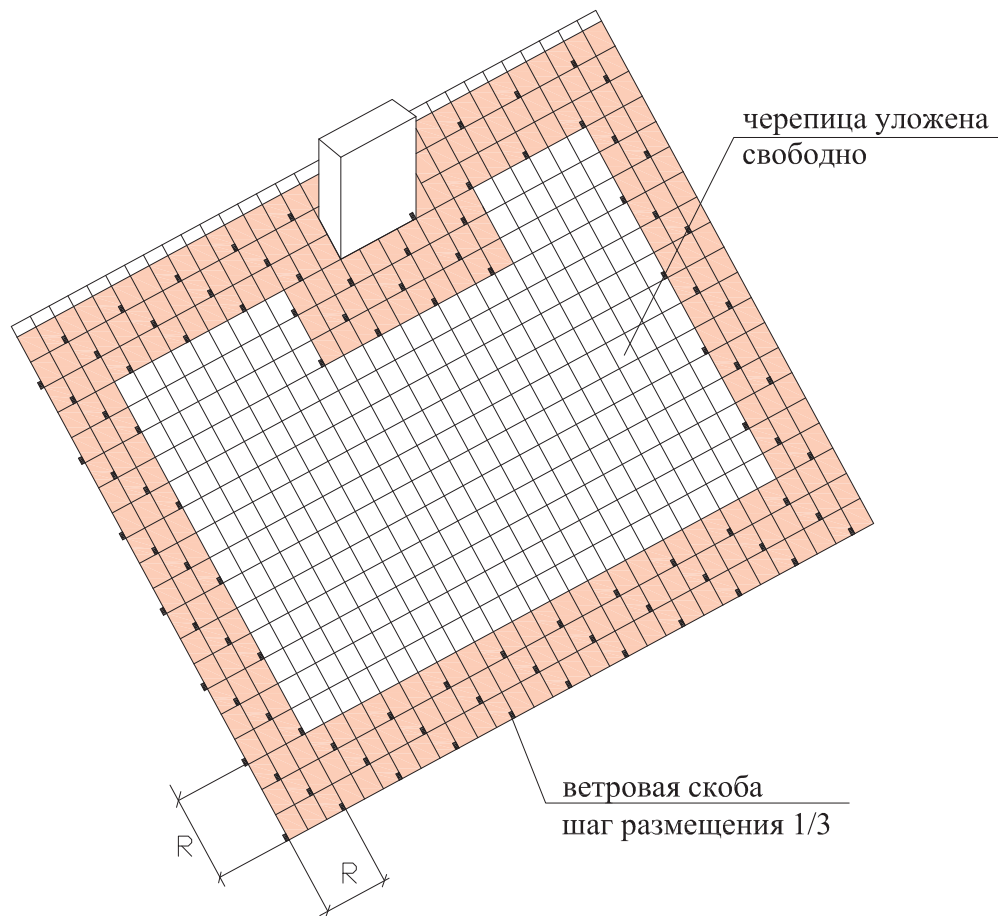 черепица уложена
свободно
ветровая скоба
шаг размещения 1/3
R
R